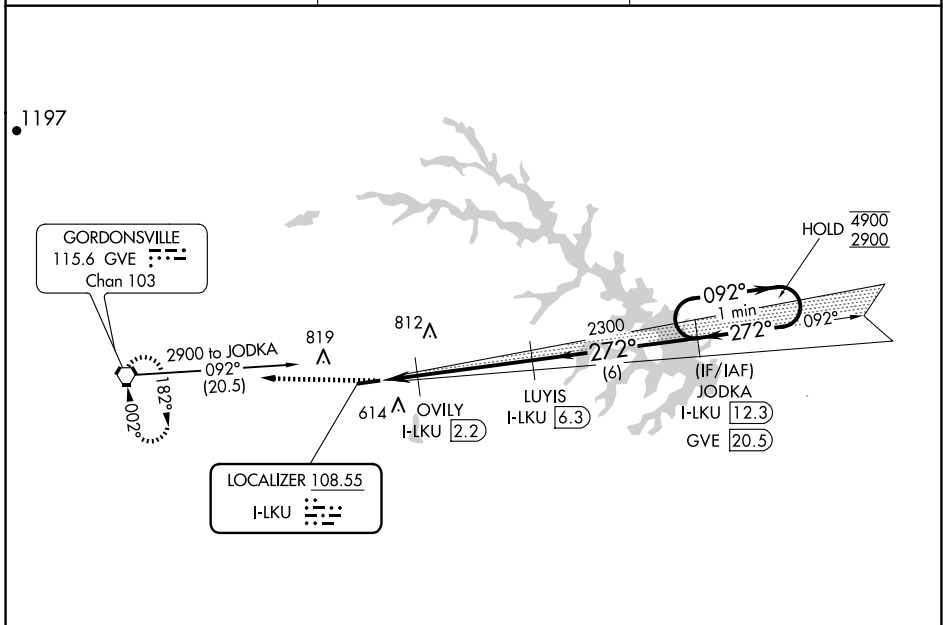 1197
GORDONSVILLE
115.6 GVE
Chan 103
HOLD 4900
2900
092°
1 min
272°
092°
2300
272°
(6)
812
819
2900 to JODKA
092°
(20.5)
182°
002°
614
OVILY
I-LKU 2.2
LUYIS
I-LKU 6.3
(IF/IAF)
JODKA
I-LKU 12.3
GVE 20.5
LOCALIZER 108.55
I-LKU